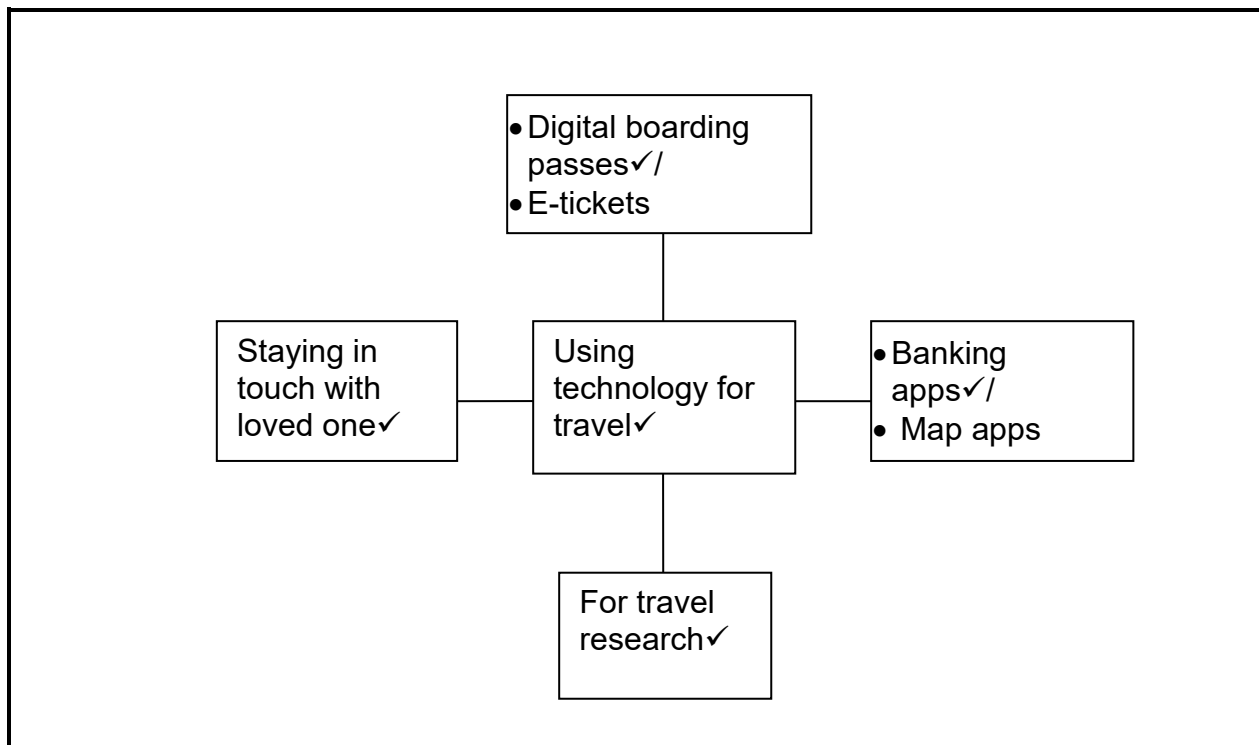 • Digital boarding
passes✓/
• E-tickets
Staying in
touch with
loved one✓
Using
technology for
travel✓
• Banking
apps✓/
• Map apps
For travel
research✓